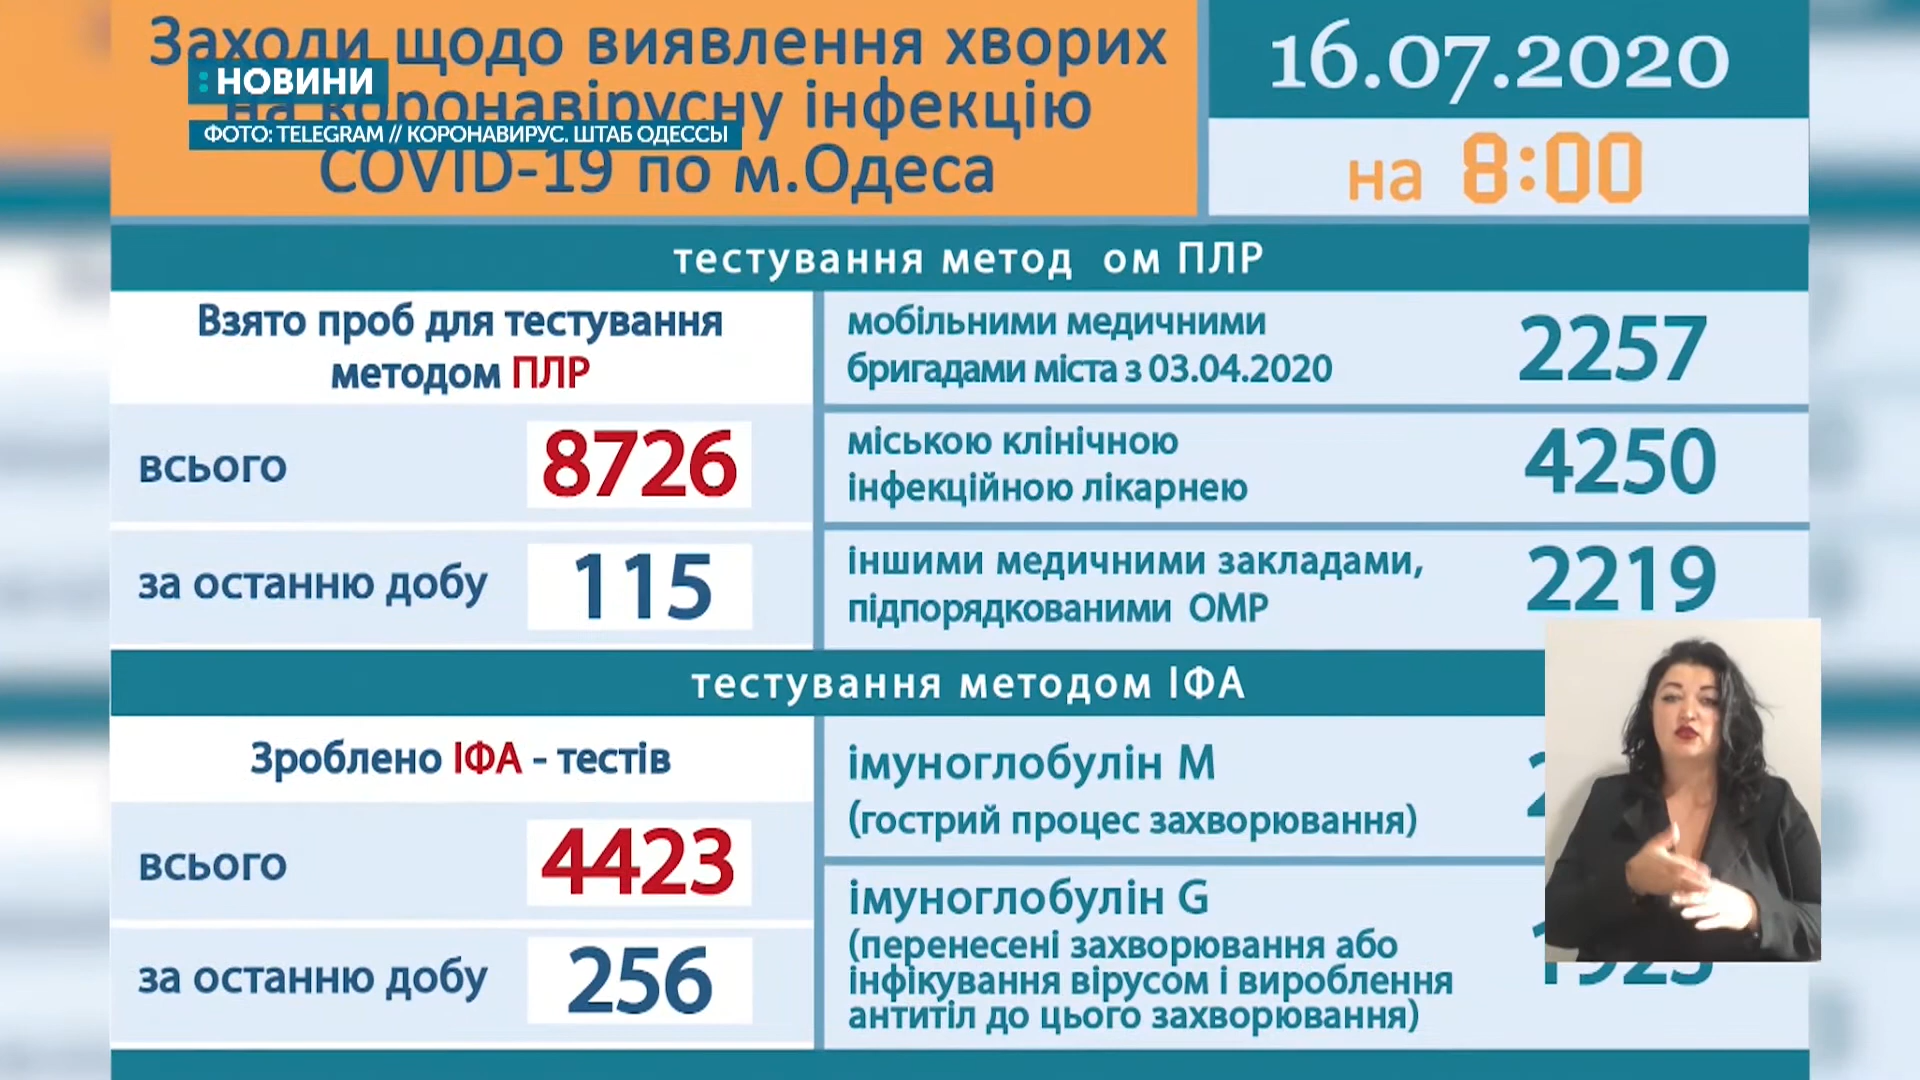 Заходи щодо виявлення хворих
:НОВИНИ
на коронавірусну інфекцію
ФОТО: TELEGRAM // КОРОНАВИРУС. ШТАБ ОДЕССЫ
COVID-19 по м.Одеса
16.07.2020
на 8:00
тестування метод ом ПЛР
Взято проб для тестування
методом ПЛР
всього 8726
за останню добу 115
мобільними медичними
бригадами міста з 03.04.2020
2257
міською клінічною
інфекційною лікарнею
4250
іншими медичними закладами,
підпорядкованими ОМР
2219
тестування методом ІФА
Зроблено ІФА - тестів
всього 4423
за останню добу 256
імуноглобулін М
(гострий процес захворювання)
імуноглобулін G
(перенесені захворювання або
інфікування вірусом і вироблення
антитіл до цього захворювання)